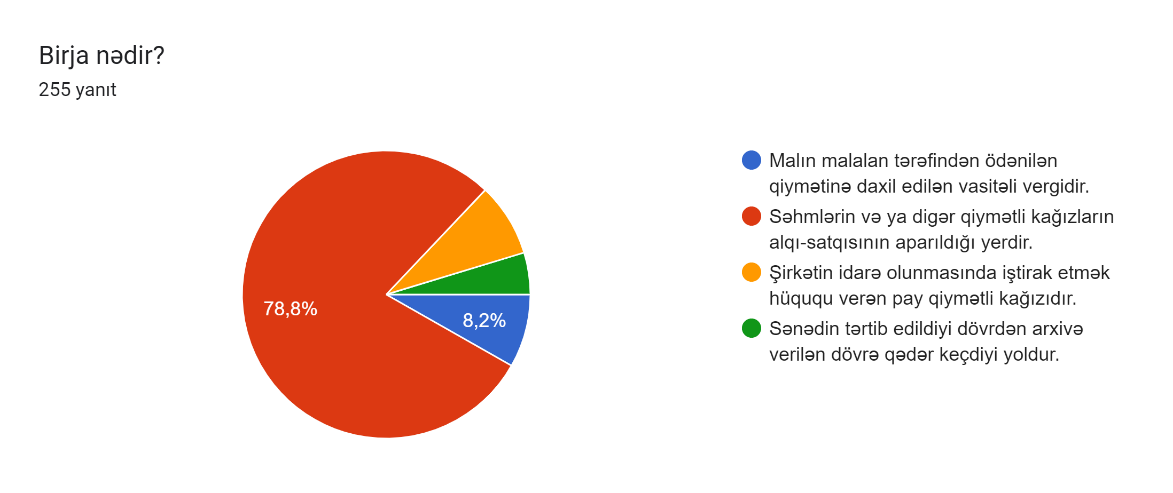 Birja nədir?
255 yanıt
78,8%
8,2%
Malın malalan tərəfindən ödənilən
qiymətinə daxil edilən vasitəli vergidir.
Səhmlərin və ya digər qiymətli kağızların
alqı-satqısının aparıldığı yerdir.
Şirkətin idarə olunmasında iştirak etmək
hüququ verən pay qiymətli kağızıdır.
Sənədin tərtib edildiyi dövrdən arxivə
verilən dövrə qədər keçdiyi yoldur.